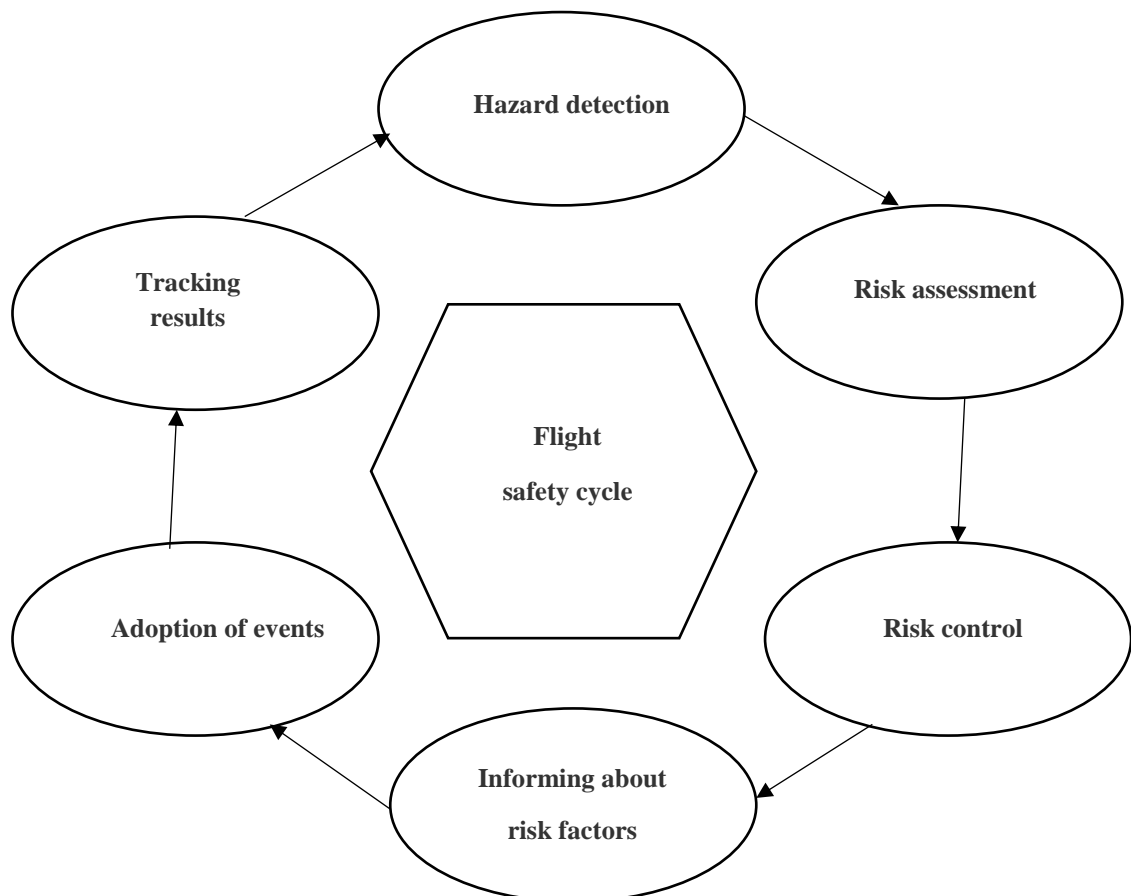 Hazard detection
Risk assessment
Risk control
Informing about
risk factors
Adoption of events
Tracking
results
Flight
safety cycle